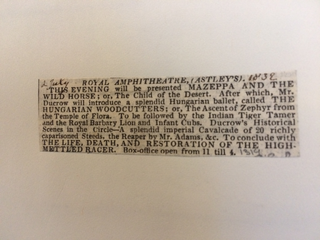 ROYAL AMPHITHEATRE, (ASTLEY'S). 1838
THIS EVENING will be presented MAZEPPA AND THE
WILD HORSE; or, The Child of the Desert. After which, Mr.
Durrow will introduce a splendid Hungarian ballet, called THE
HUNGARIAN WOODCUTTERS; or, The Ascent of Zephyr from
the Temple of Flora. To be followed by the Indian Tiger Tamer
and the Royal Barbary Lion and Infant Cubs. Ducrow's Historical
Scenes in the Circle—A splendid imperial Cavalcade of 20 richly
caparisoned Steeds, the Reaper by Mr. Adams, &c. To conclude with
THE LIFE, DEATH, AND RESTORATION OF THE HIGH-
METTLED RACER. Box-office open from 11 till 4.